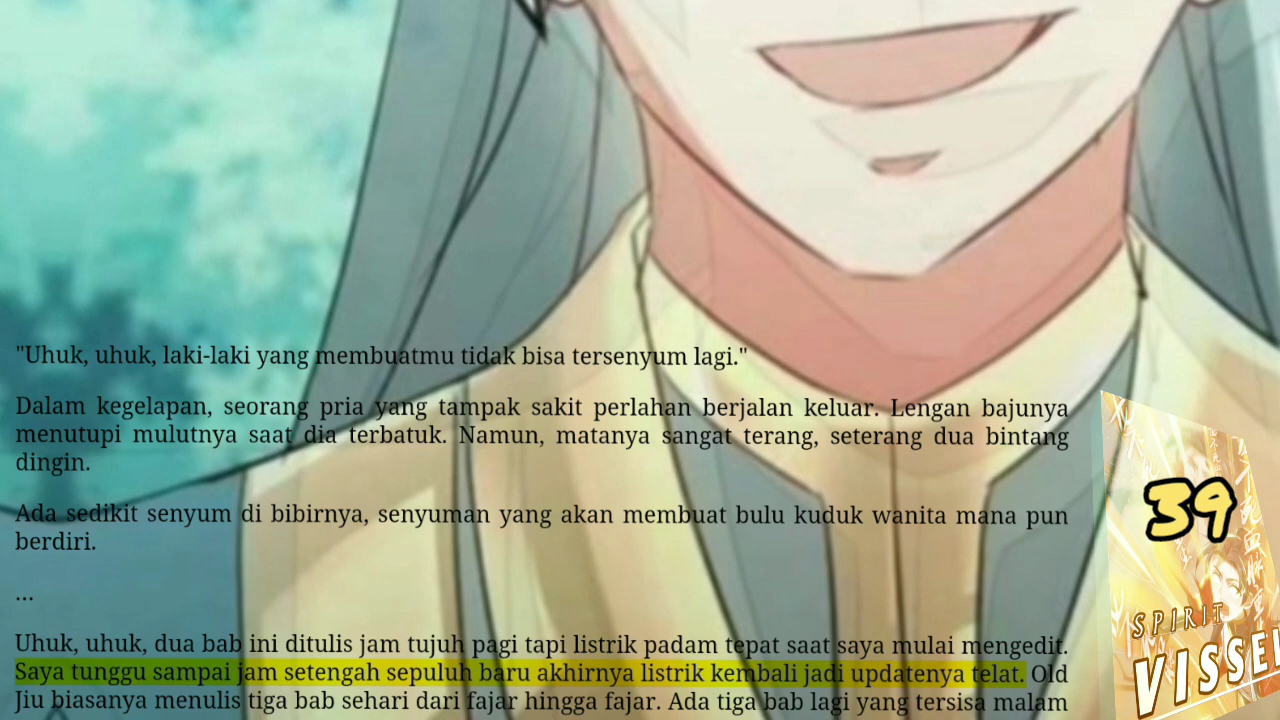 "Uhuk, uhuk, laki-laki yang membuatmu tidak bisa tersenyum lagi."
Dalam kegelapan, seorang pria yang tampak sakit perlahan berjalan keluar. Lengan bajunya
menutupi mulutnya saat dia terbatuk. Namun, matanya sangat terang, seterang dua bintang
dingin.
Ada sedikit senyum di bibirnya, senyuman yang akan membuat bulu kuduk wanita mana pun
berdiri.
...
Uhuk, uhuk, dua bab ini ditulis jam tujuh pagi tapi listrik padam tepat saat saya mulai mengedit.
Saya tunggu sampai jam setengah sepuluh baru akhirnya listrik kembali jadi updatenya telat. Old
Jiu biasanya menulis tiga bab sehari dari fajar hingga fajar. Ada tiga bab lagi yang tersisa malam
39
SPIRIT
VISSE